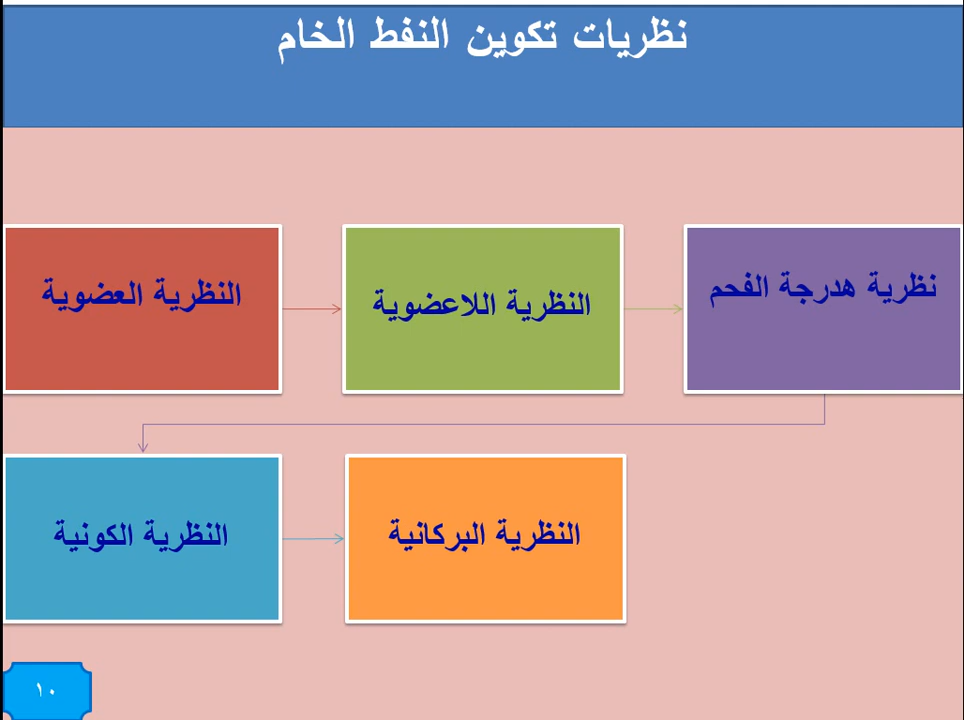 نظريات تكوين النفط الخام
النظرية العضوية
النظرية اللاعضوية
نظرية هدرجة الفحم
النظرية الكونية
النظرية البركانية
١٠